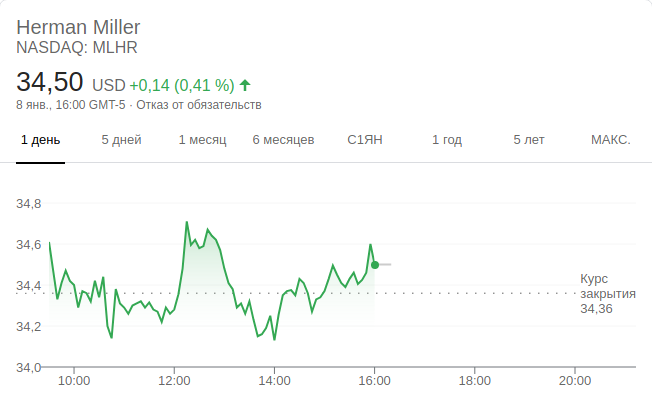 Herman Miller
NASDAQ: MLHR
34,50 USD +0,14 (0,41 %)
8 янв., 16:00 GMT-5 · Отказ от обязательств
1 день 5 дней 1 месяц 6 месяцев С1ЯН 1 год 5 лет МАКС.
34,8
34,6
34,4
34,2
34,0
Курс
закрытия
34,36
10:00 12:00 14:00 16:00 18:00 20:00